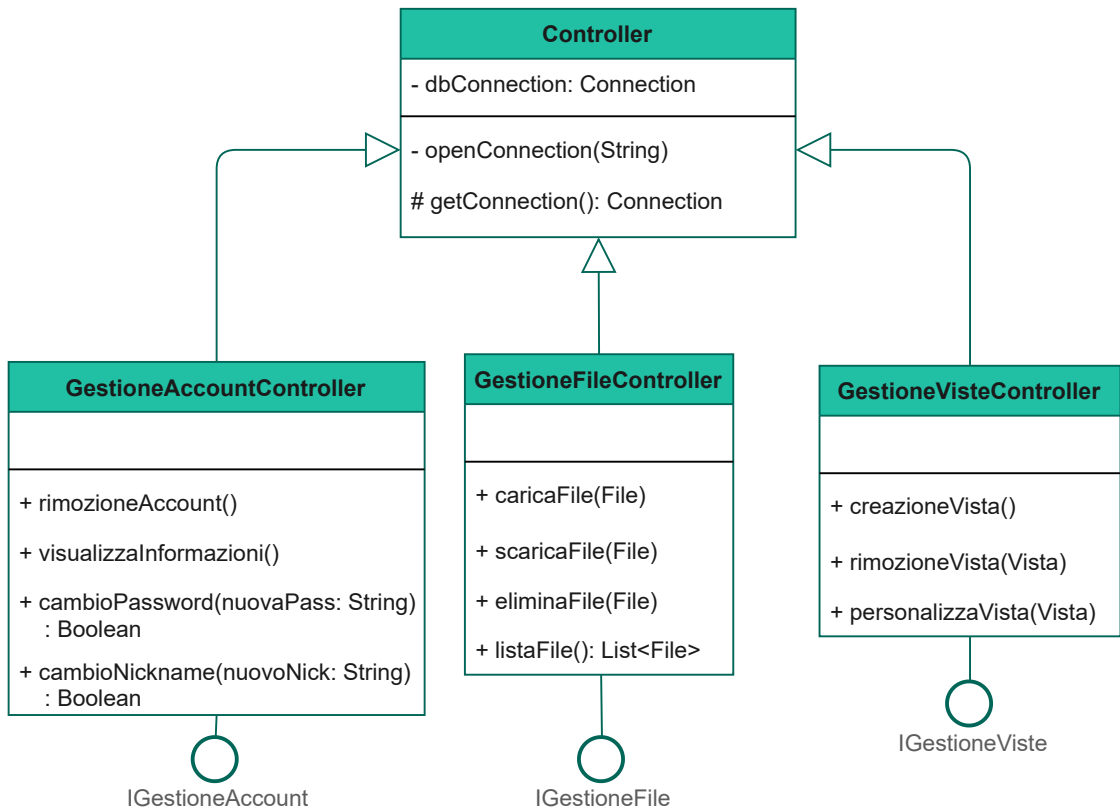 Controller
- dbConnection: Connection
- openConnection(String)
# getConnection(): Connection
GestioneAccountController
+ rimozioneAccount()
+ visualizzaInformazioni()
+ cambioPassword(nuovaPass: String)
: Boolean
+ cambioNickname(nuovoNick: String)
: Boolean
IGestioneAccount
GestioneFileController
+ caricaFile(File)
+ scaricaFile(File)
+ eliminaFile(File)
+ listaFile(): List<File>
IGestioneFile
GestioneVisteController
+ creazioneVista()
+ rimozioneVista(Vista)
+ personalizzaVista(Vista)
IGestioneViste